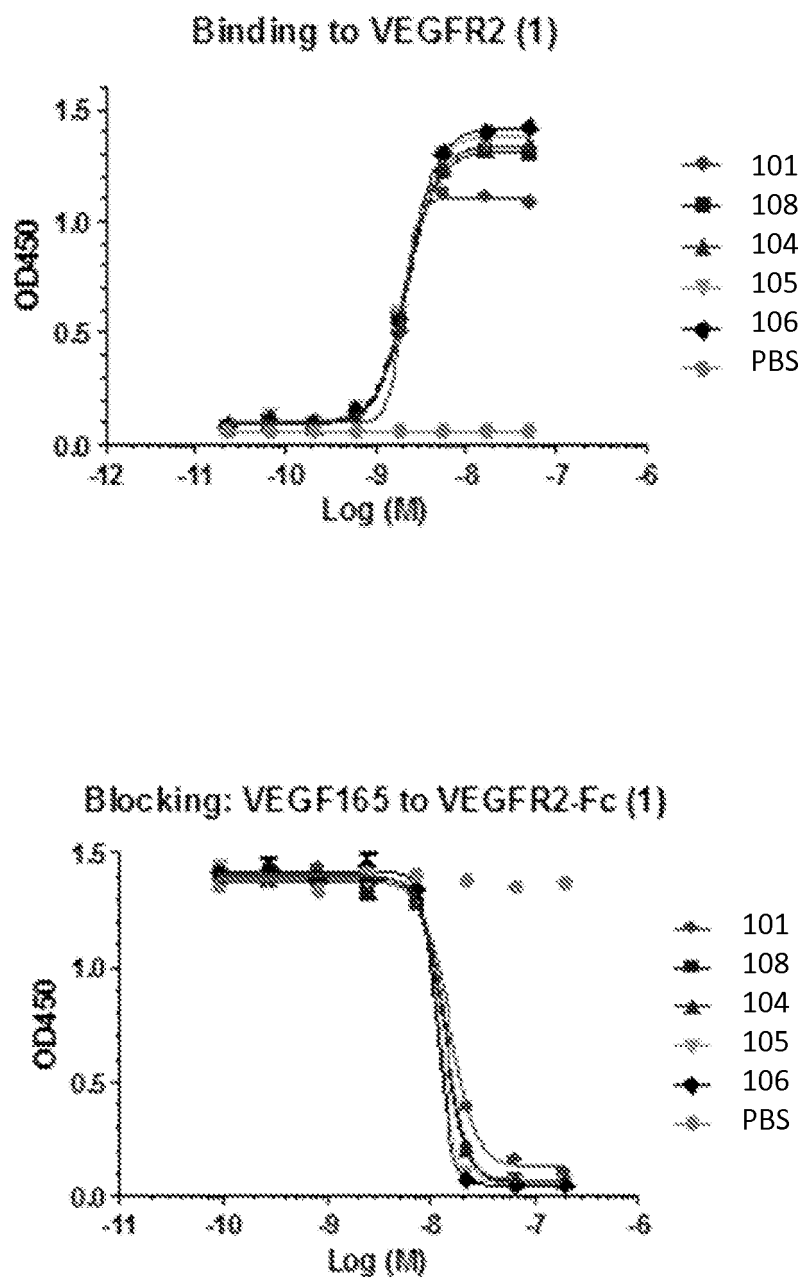 Binding to VEGFR2 (1)
1.5
1.0
0.5
0.0
OD450
-12 -11 -10 -9 -8 -7 -6
Log (M)
101
108
104
105
106
PBS
Blocking: VEGF165 to VEGFR2-Fc (1)
1.5
1.0
0.5
0.0
OD450
-11 -10 -9 -8 -7 -6
Log (M)
101
108
104
105
106
PBS